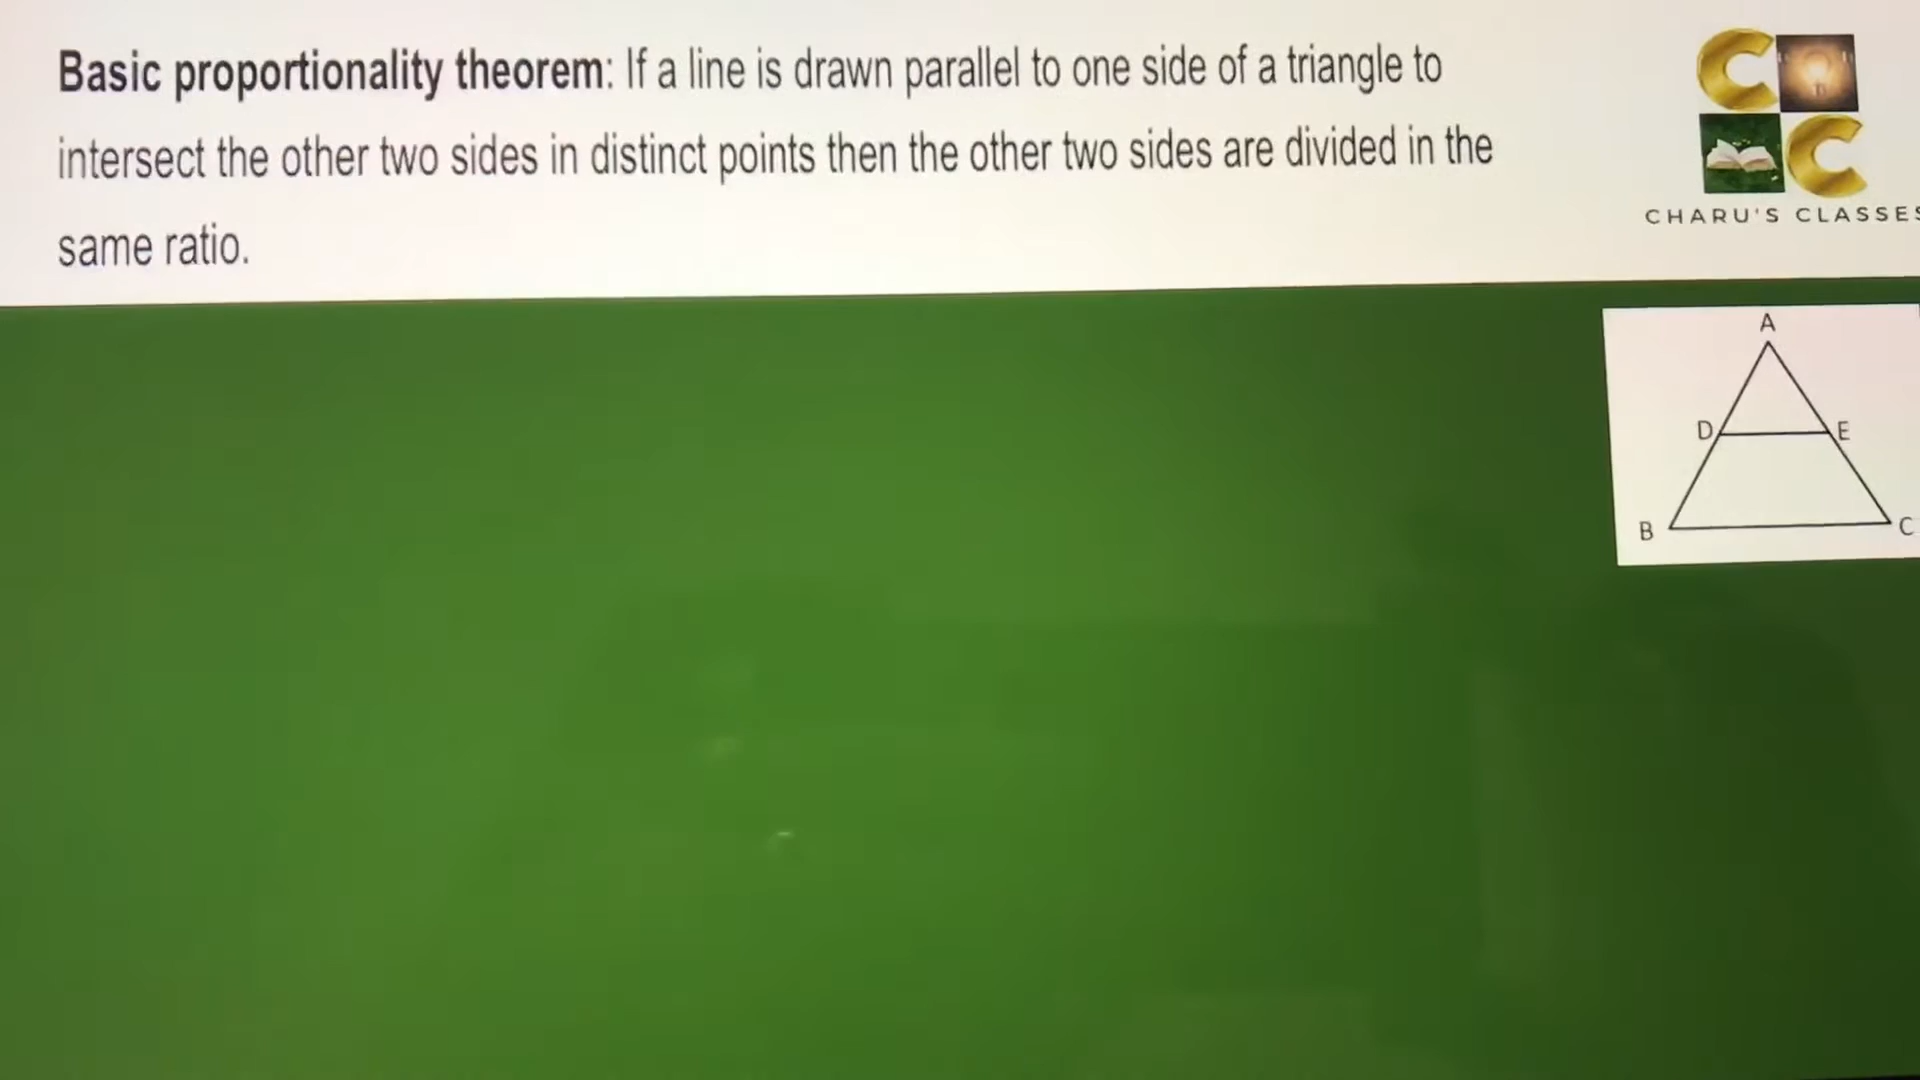 Basic proportionality theorem: If a line is drawn parallel to one side of a triangle to
intersect the other two sides in distinct points then the other two sides are divided in the
same ratio.
C
C
CHARU'S CLASSES
A
D E
B C